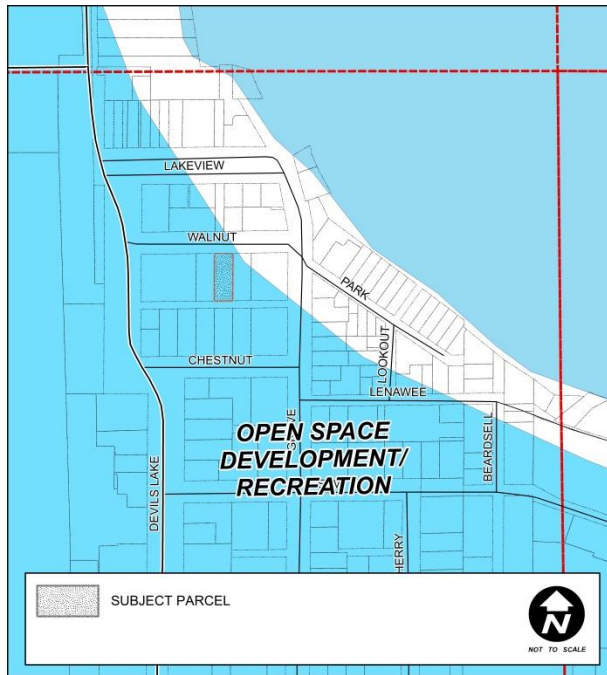 LAKEVIEW
WALNUT
PARK
LOOKOUT
CHESTNUT
LENAWEE
OPEN SPACE
DEVELOPMENT/
RECREATION
BEARDSELL
DEVILS LAKE
SUBJECT PARCEL
N
NOT TO SCALE